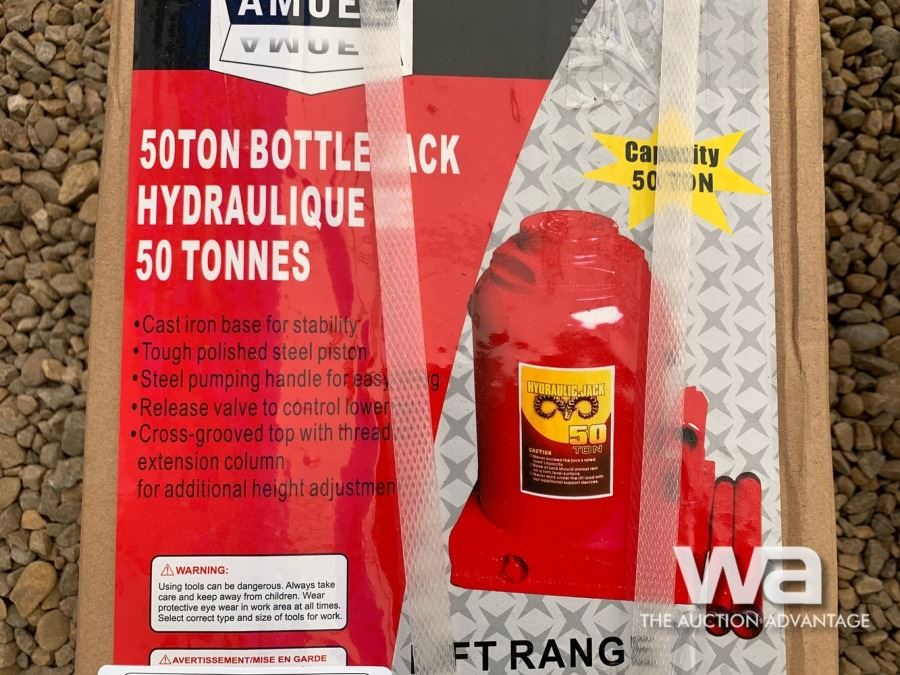 AMUE
50TON BOTTLE JACK
HYDRAULIQUE
50 TONNES
•Cast iron base for stability
•Tough polished steel piston
•Steel pumping handle for easy
•Release valve to control lower
•Cross-grooved top with thread
extension column
for additional height adjustmen
Capacity
50 TON
HYDRAULIC JACK
50
TON
CAUTION
WARNING:
Using tools can be dangerous. Always take
care and keep away from children. Wear
protective eye wear in work area at all times.
Select correct type and size of tools for work.
AVERTISSEMENT/MISE EN GARDE
FT RANG
wa
THE AUCTION ADVANTAGE